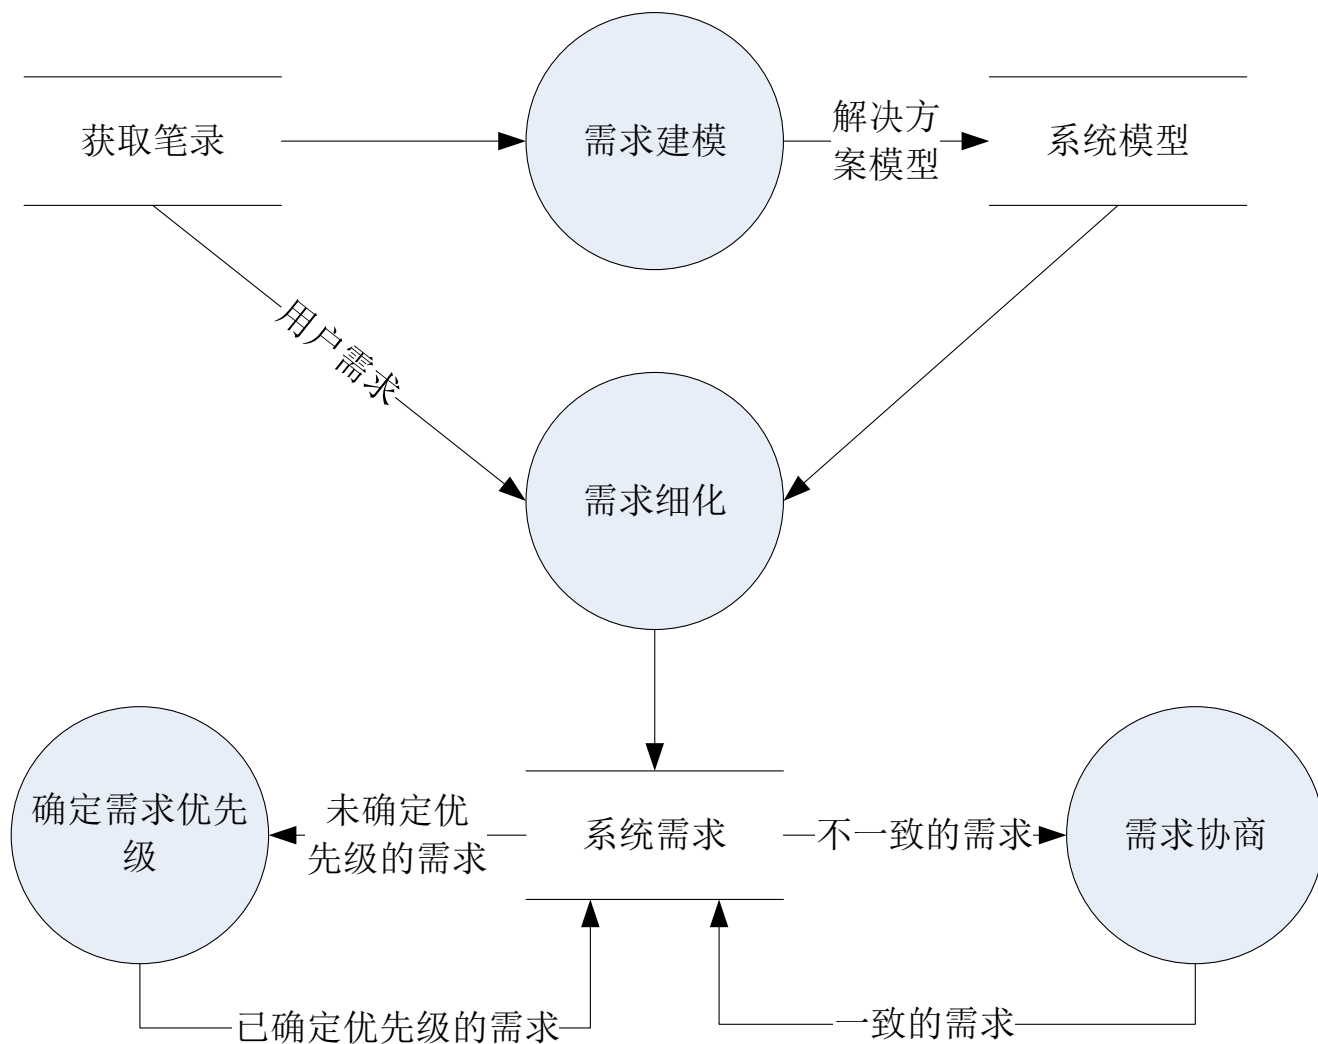 获取笔录
需求建模
解决方
案模型
系统模型
用户需求
需求细化
确定需求优先
级
未确定优
先级的需求
系统需求
不一致的需求
需求协商
已确定优先级的需求
一致的需求